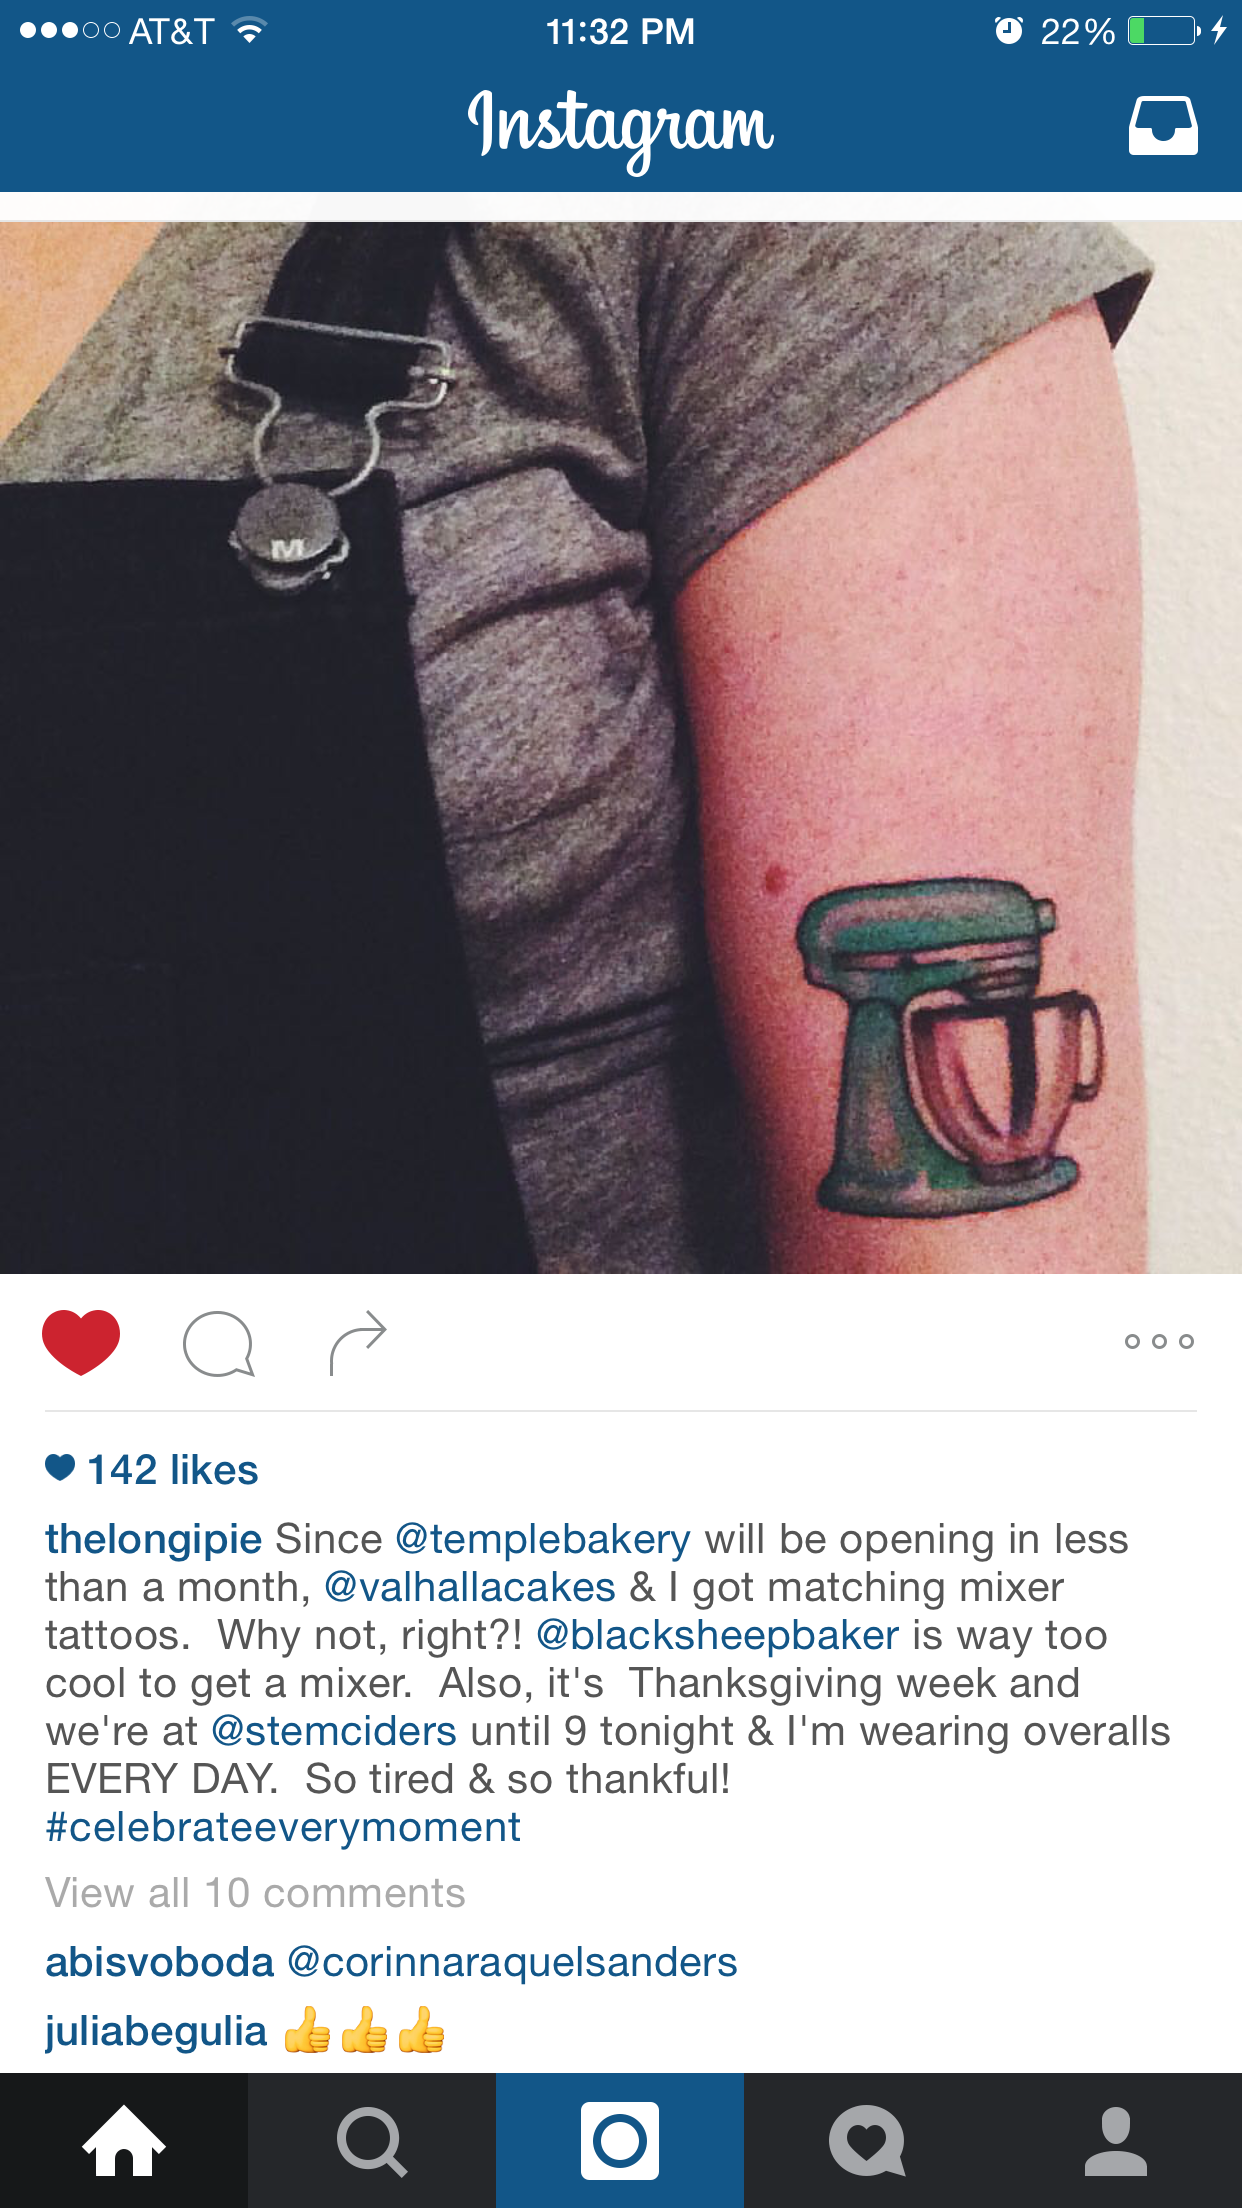 AT&T 11:32 PM 22%
Instagram
M
142 likes
thelongipie Since @templebakery will be opening in less
than a month, @valhallacakes & I got matching mixer
tattoos.  Why not, right?! @blacksheepbaker is way too
cool to get a mixer.  Also, it's  Thanksgiving week and
we're at @stemciders until 9 tonight & I'm wearing overalls
EVERY DAY.  So tired & so thankful!
#celebrateeverymoment
View all 10 comments
abisvoboda @corinnaraquelsanders
juliabegulia 👍👍👍